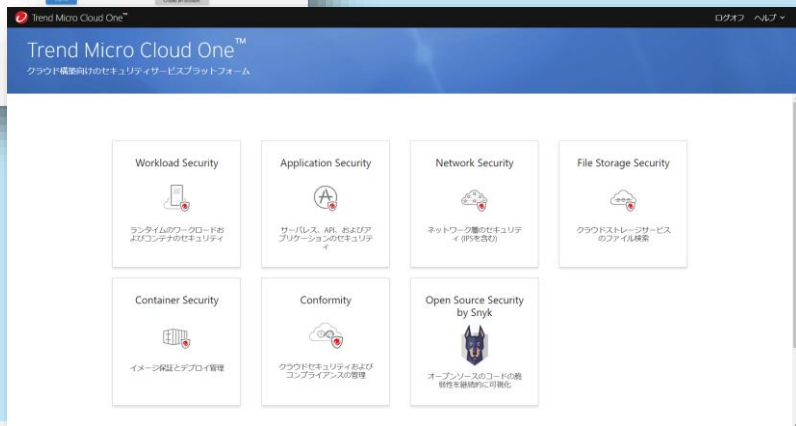 Create an account
Trend Micro Cloud One™
ログオフ ヘルプ
Trend Micro Cloud One™
クラウド構築向けのセキュリティサービスプラットフォーム
Workload Security
ランタイムのワークロードお
よびコンテナのセキュリティ
Application Security
サーバレス、API、およびア
プリケーションのセキュリテ
ィ
Network Security
ネットワーク層のセキュリテ
ィ (IPSを含む)
File Storage Security
クラウドストレージサービス
のファイル検索
Container Security
イメージ保証とデプロイ管理
Conformity
クラウドセキュリティおよび
コンプライアンスの管理
Open Source Security
by Snyk
オープンソースのコードの脆
弱性を継続的に可視化